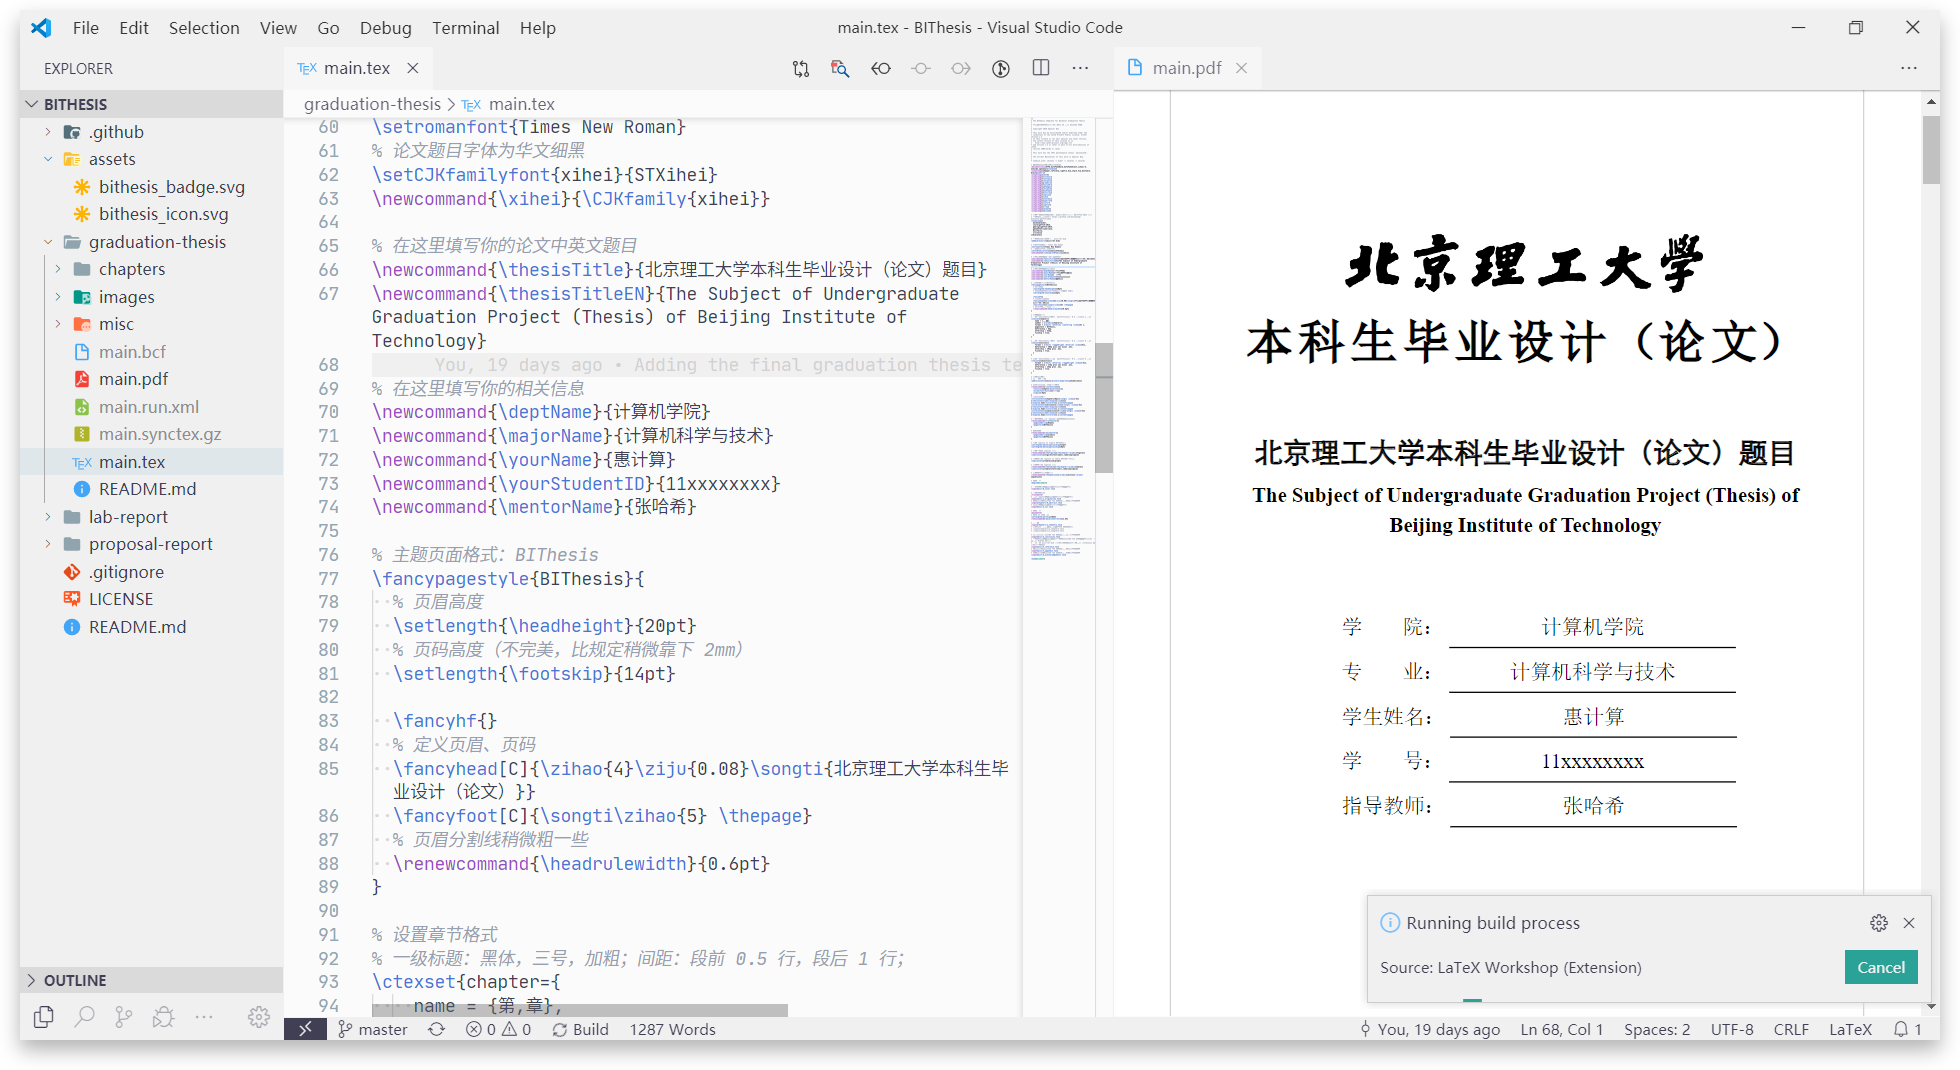 File Edit Selection View Go Debug Terminal Help
main.tex - BIThesis - Visual Studio Code
EXPLORER
BITHESIS
.github
assets
bithesis_badge.svg
bithesis_icon.svg
graduation-thesis
chapters
images
misc
main.bcf
main.pdf
main.run.xml
main.synctex.gz
TEX main.tex
README.md
lab-report
proposal-report
.gitignore
LICENSE
README.md
OUTLINE
TEX main.tex
graduation-thesis > TEX main.tex
60 \setromanfont{Times New Roman}
61 % 论文题目字体为华文细黑
62 \setCJKfamilyfont{xihei}{STXihei}
63 \newcommand{\xihei}{\CJKfamily{xihei}}
64
65 % 在这里填写你的论文中英文题目
66 \newcommand{\thesisTitle}{北京理工大学本科生毕业设计（论文）题目}
67 \newcommand{\thesisTitleEN}{The Subject of Undergraduate
Graduation Project (Thesis) of Beijing Institute of
Technology}
68 You, 19 days ago • Adding the final graduation thesis te
69 % 在这里填写你的相关信息
70 \newcommand{\deptName}{计算机学院}
71 \newcommand{\majorName}{计算机科学与技术}
72 \newcommand{\yourName}{惠计算}
73 \newcommand{\yourStudentID}{11xxxxxxxx}
74 \newcommand{\mentorName}{张哈希}
75
76 % 主题页面格式：BIThesis
77 \fancypagestyle{BIThesis}{
78 % 页眉高度
79 \setlength{\headheight}{20pt}
80 % 页码高度（不完美，比规定稍微靠下 2mm）
81 \setlength{\footskip}{14pt}
82
83 \fancyhf{}
84 % 定义页眉、页码
85 \fancyhead[C]{\zihao{4}\ziju{0.08}\songti{北京理工大学本科生毕
业设计（论文）}}
86 \fancyfoot[C]{\songti\zihao{5} \thepage}
87 % 页眉分割线稍微粗一些
88 \renewcommand{\headrulewidth}{0.6pt}
89 }
90
91 % 设置章节格式
92 % 一级标题：黑体，三号，加粗；间距：段前 0.5 行，段后 1 行；
93 \ctexset{chapter={
94 name = {第,章},
main.pdf
北京理工大學
本科生毕业设计（论文）
北京理工大学本科生毕业设计（论文）题目
The Subject of Undergraduate Graduation Project (Thesis) of
Beijing Institute of Technology
学 院： 计算机学院
专 业： 计算机科学与技术
学生姓名： 惠计算
学 号： 11xxxxxxxx
指导教师： 张哈希
Running build process
Source: LaTeX Workshop (Extension)
Cancel
master 0 0 Build 1287 Words
You, 19 days ago Ln 68, Col 1 Spaces: 2 UTF-8 CRLF LaTeX 1